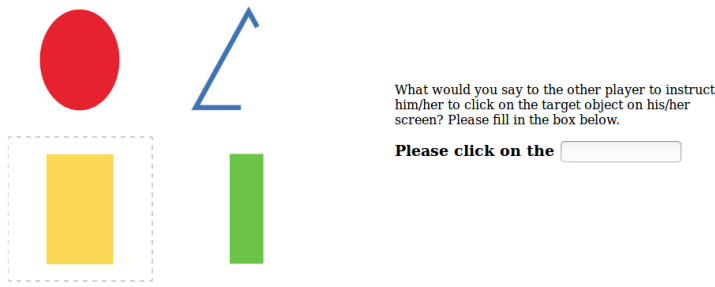 What would you say to the other player to instruct
him/her to click on the target object on his/her
screen? Please fill in the box below.
Please click on the